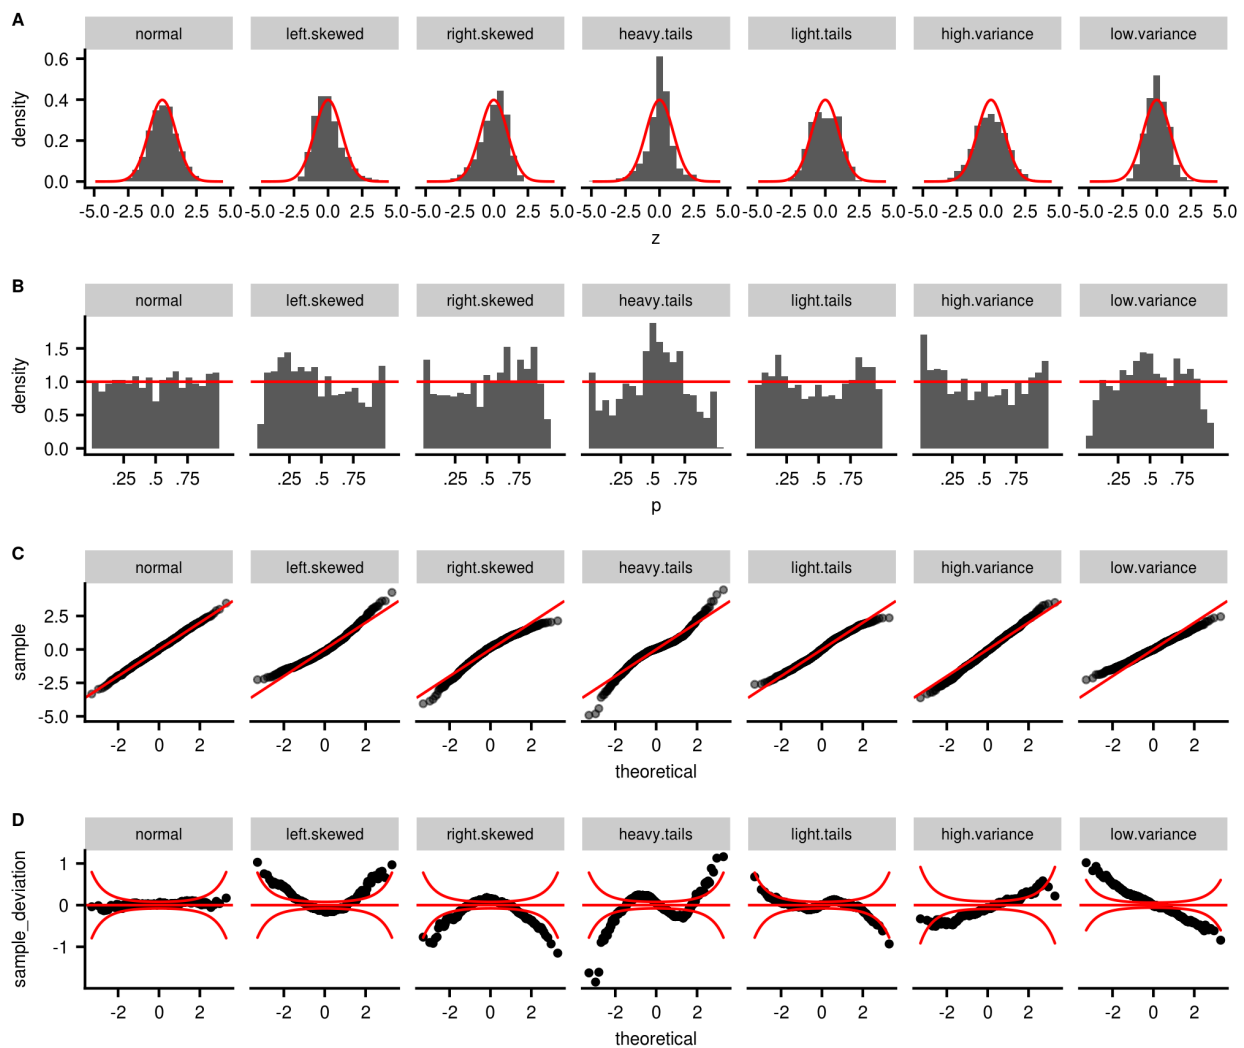 A
normal left.skewed right.skewed heavy.tails light.tails high.variance low.variance
density
0.6
0.4
0.2
0.0
-5.0 -2.5 0.0 2.5 5.0 -5.0 -2.5 0.0 2.5 5.0 -5.0 -2.5 0.0 2.5 5.0 -5.0 -2.5 0.0 2.5 5.0 -5.0 -2.5 0.0 2.5 5.0 -5.0 -2.5 0.0 2.5 5.0 -5.0 -2.5 0.0 2.5 5.0
z
B
normal left.skewed right.skewed heavy.tails light.tails high.variance low.variance
density
1.5
1.0
0.5
0.0
.25 .5 .75 .25 .5 .75 .25 .5 .75 .25 .5 .75 .25 .5 .75 .25 .5 .75 .25 .5 .75
p
C
normal left.skewed right.skewed heavy.tails light.tails high.variance low.variance
sample
2.5
0.0
-2.5
-5.0
-2 0 2 -2 0 2 -2 0 2 -2 0 2 -2 0 2 -2 0 2 -2 0 2
theoretical
D
normal left.skewed right.skewed heavy.tails light.tails high.variance low.variance
sample_deviation
1
0
-1
-2 0 2 -2 0 2 -2 0 2 -2 0 2 -2 0 2 -2 0 2 -2 0 2
theoretical